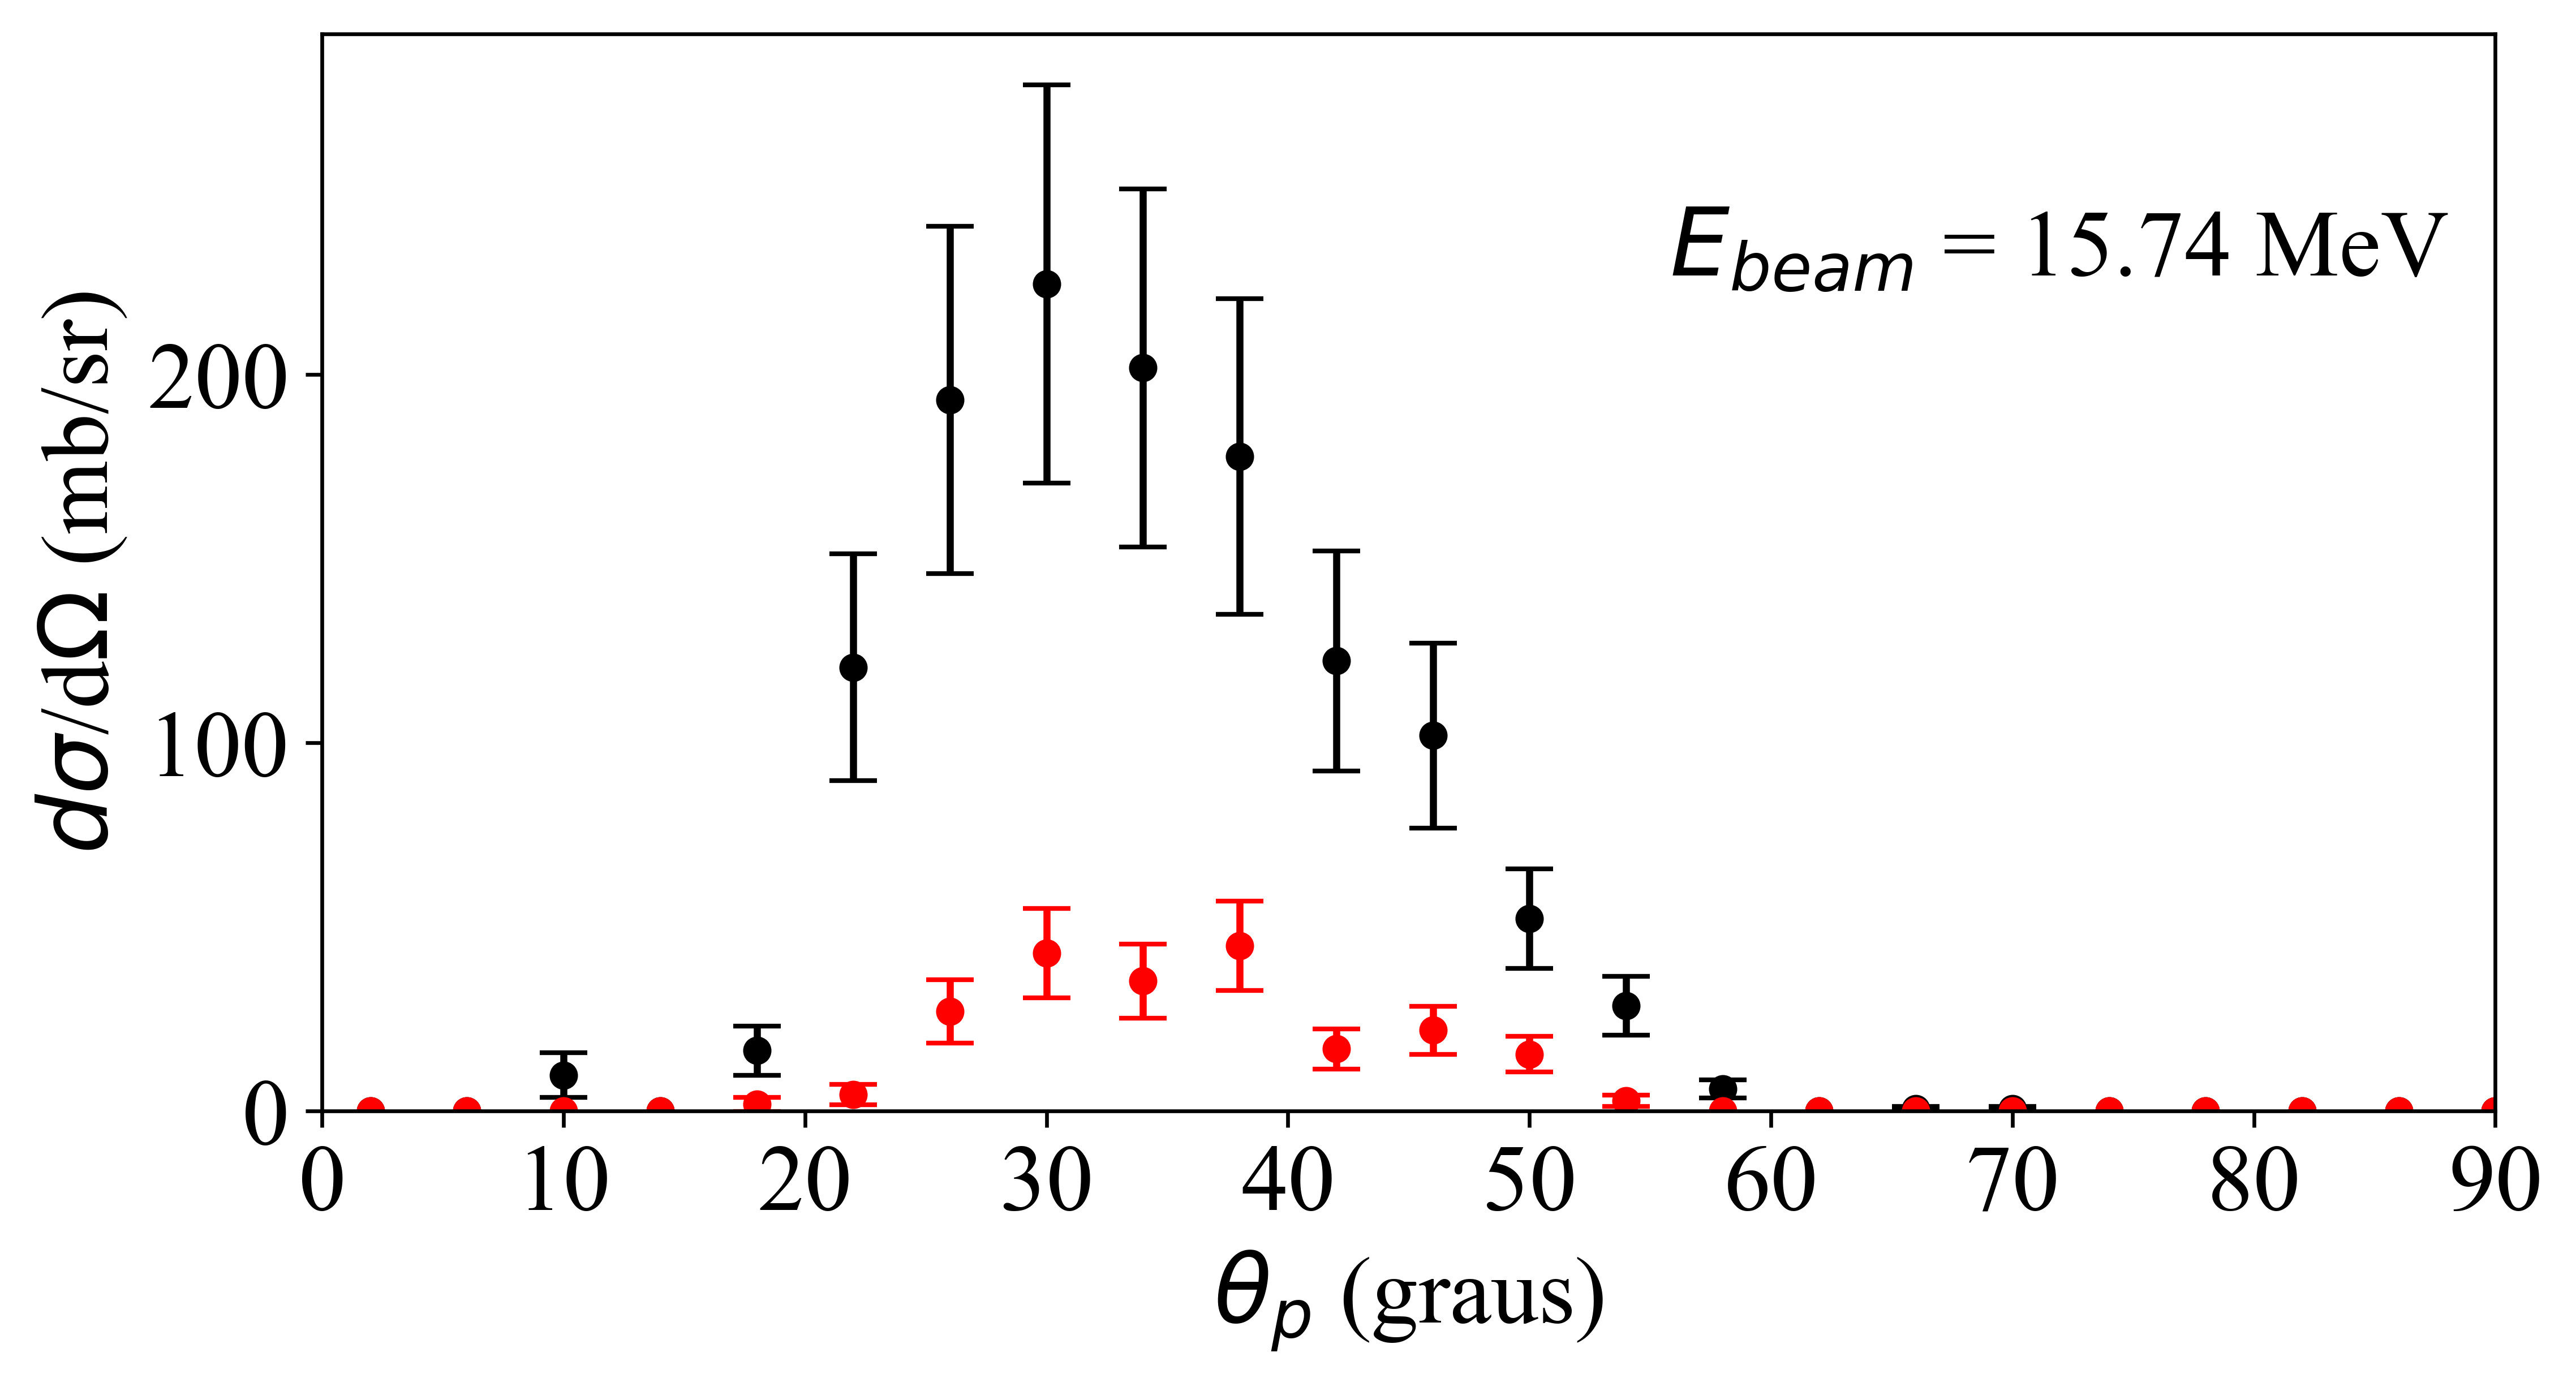 dσ/dΩ (mb/sr)
200
100
0
E_beam = 15.74 MeV
0 10 20 30 40 50 60 70 80 90
θ_p (graus)